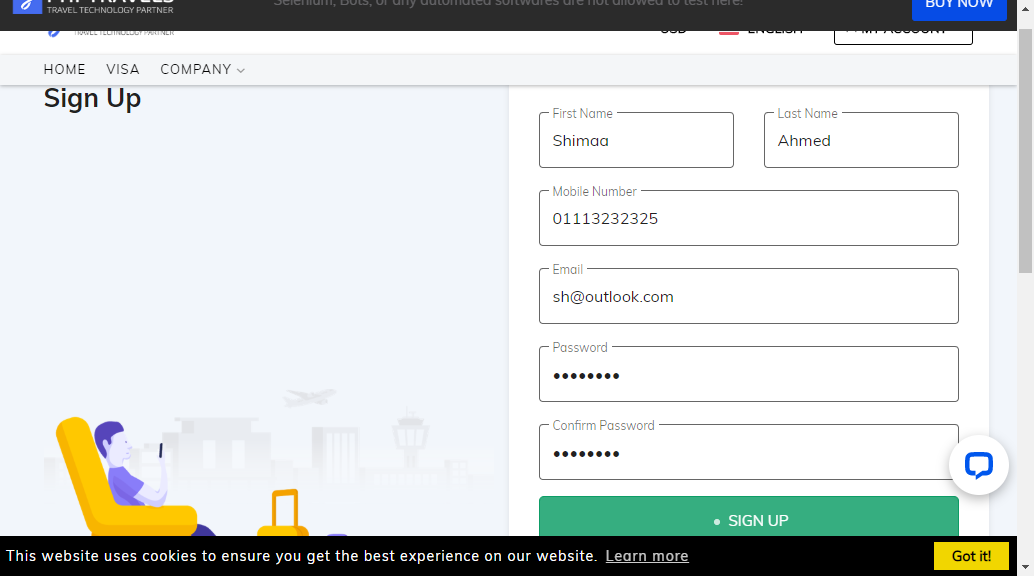 PHPTRAVELS
TRAVEL TECHNOLOGY PARTNER
Selenium, Bots, or any automated softwares are not allowed to test here!
BUY NOW
TRAVEL TECHNOLOGY PARTNER
USD
ENGLISH
MY ACCOUNT
HOME
VISA
COMPANY
Sign Up
First Name
Last Name
Shimaa
Ahmed
Mobile Number
01113232325
Email
sh@outlook.com
Password
Confirm Password
SIGN UP
This website uses cookies to ensure you get the best experience on our website. Learn more
Got it!